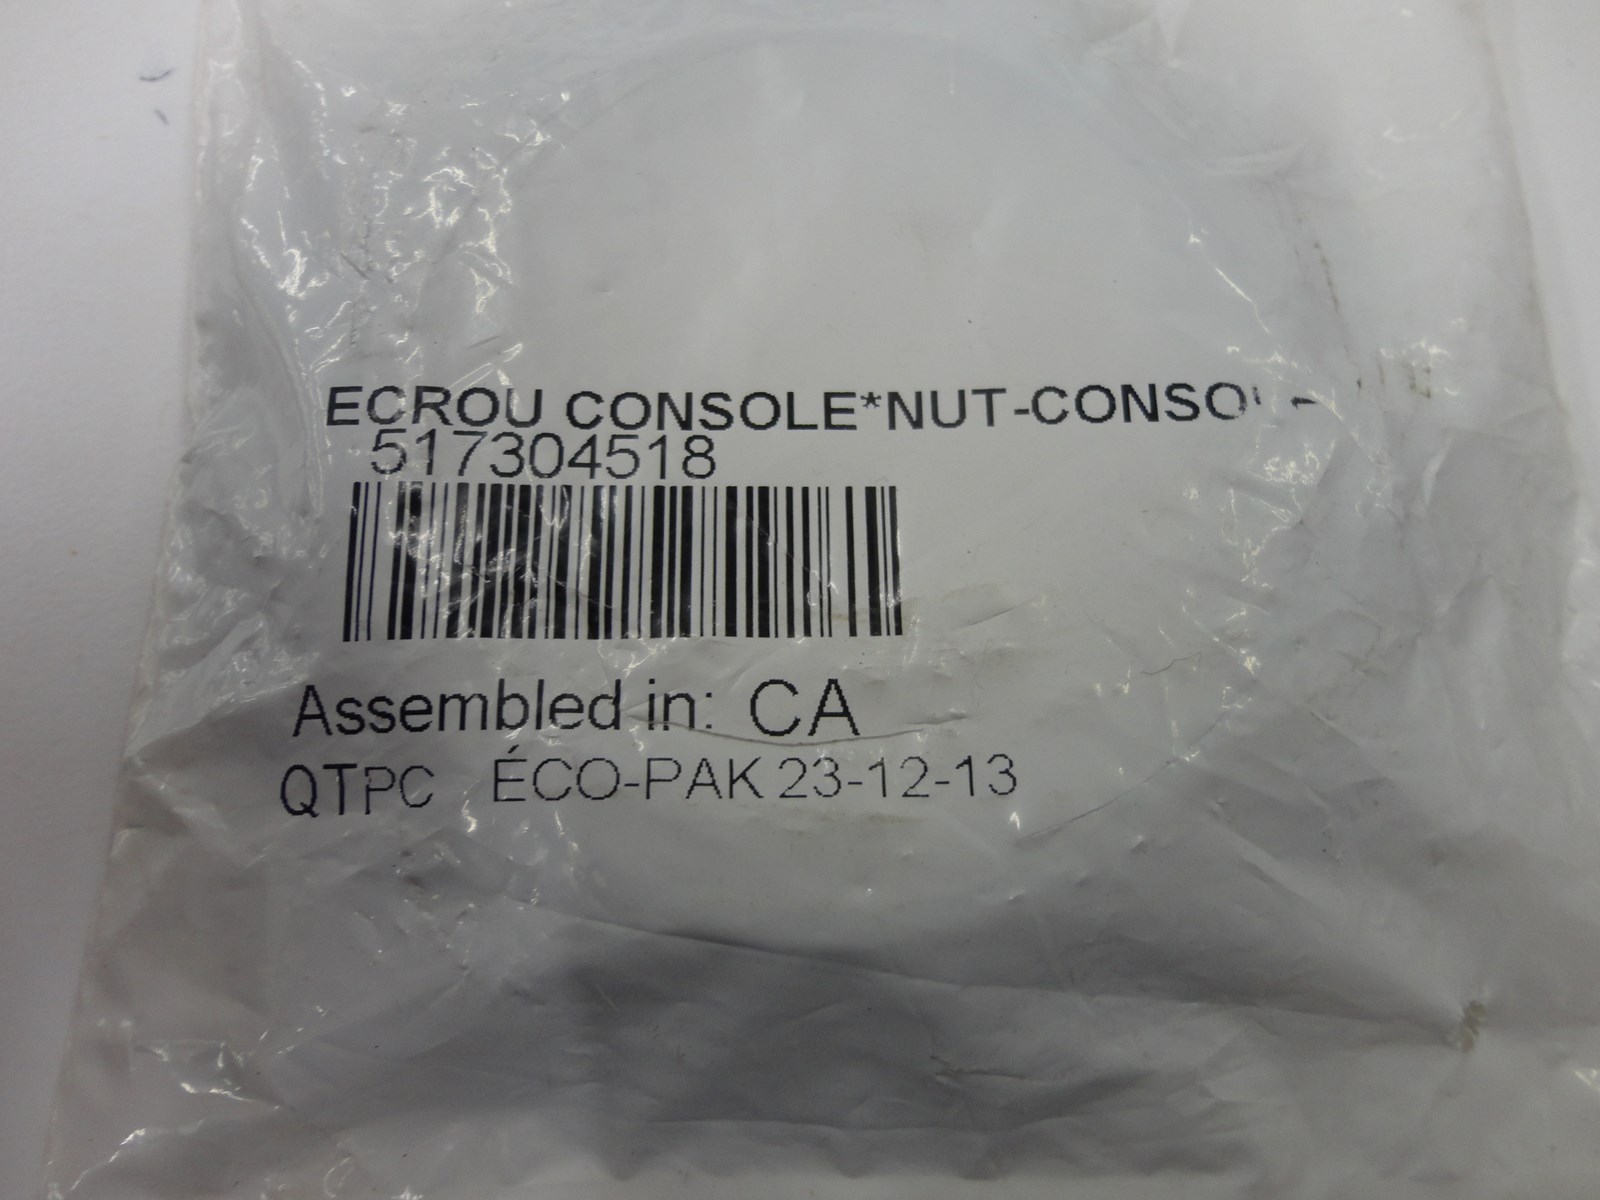 ECROU CONSOLE*NUT-CONSO
517304518
Assembled in: CA
QTPC ÉCO-PAK 23-12-13